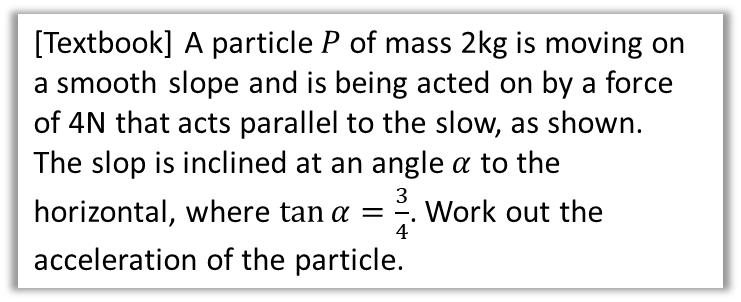 [Textbook] A particle 𝑃 of mass 2kg is moving on
a smooth slope and is being acted on by a force
of 4N that acts parallel to the slow, as shown.
The slop is inclined at an angle 𝛼 to the
horizontal, where tan 𝛼 = 3/4. Work out the
acceleration of the particle.